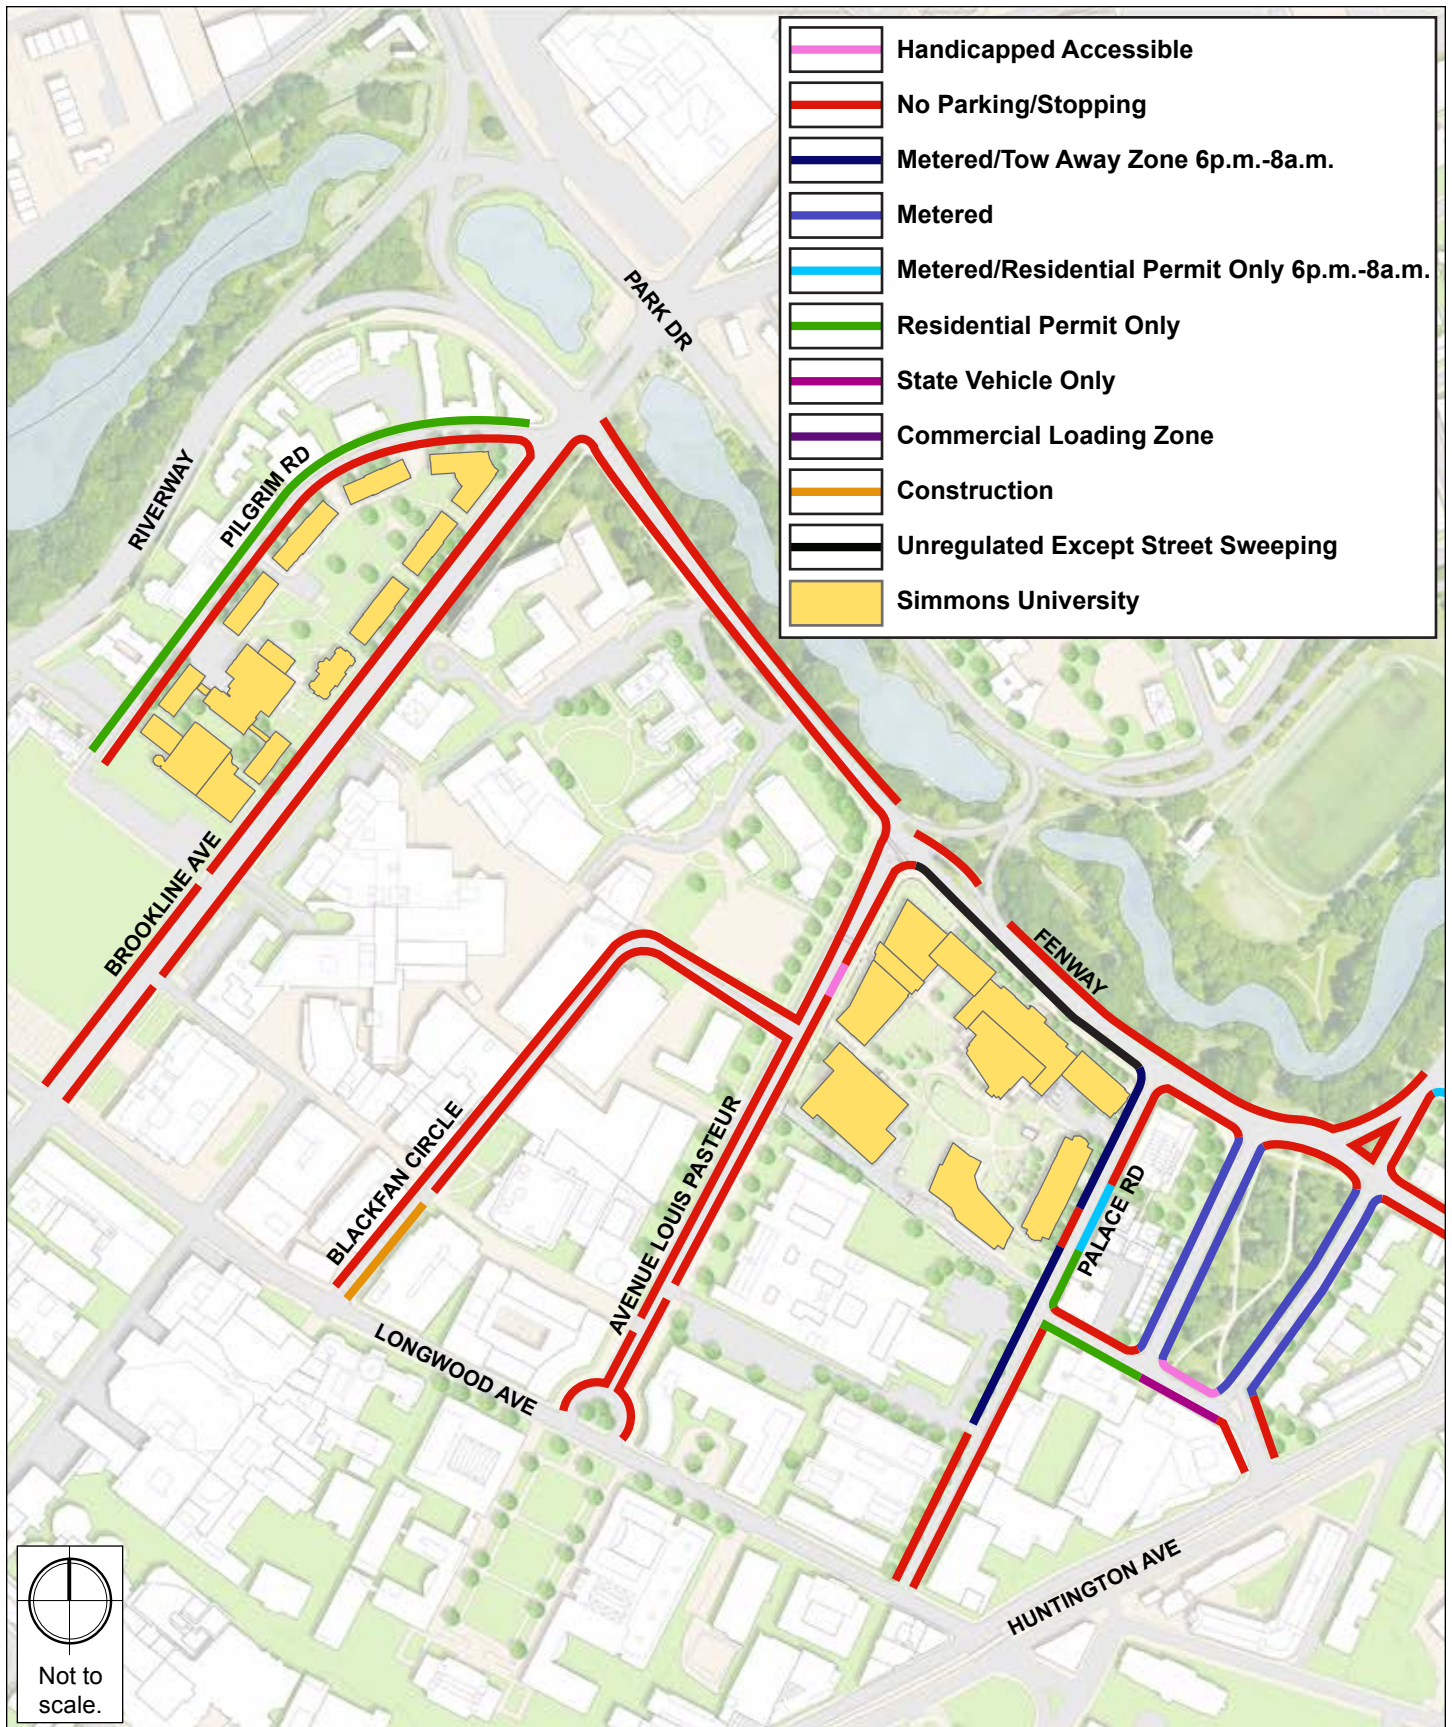 Handicapped Accessible
No Parking/Stopping
Metered/Tow Away Zone 6p.m.-8a.m.
Metered
Metered/Residential Permit Only 6p.m.-8a.m.
Residential Permit Only
State Vehicle Only
Commercial Loading Zone
Construction
Unregulated Except Street Sweeping
Simmons University
PARK DR
RIVERWAY
PILGRIM RD
BROOKLINE AVE
FENWAY
BLACKFAN CIRCLE
AVENUE LOUIS PASTEUR
PALACE RD
LONGWOOD AVE
HUNTINGTON AVE
Not to
scale.